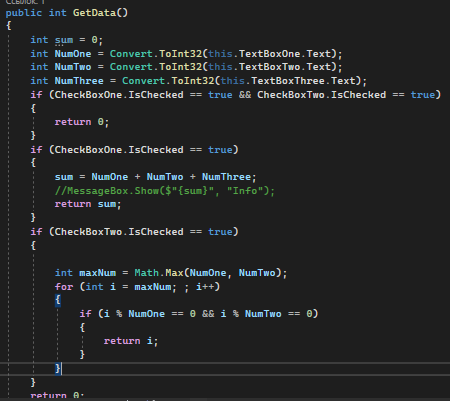 public int GetData()
{
int sum = 0;
int NumOne = Convert.ToInt32(this.TextBoxOne.Text);
int NumTwo = Convert.ToInt32(this.TextBoxTwo.Text);
int NumThree = Convert.ToInt32(this.TextBoxThree.Text);
if (CheckBoxOne.IsChecked == true && CheckBoxTwo.IsChecked == true)
{
return 0;
}
if (CheckBoxOne.IsChecked == true)
{
sum = NumOne + NumTwo + NumThree;
//MessageBox.Show($"{sum}", "Info");
return sum;
}
if (CheckBoxTwo.IsChecked == true)
{
int maxNum = Math.Max(NumOne, NumTwo);
for (int i = maxNum; ; i++)
{
if (i % NumOne == 0 && i % NumTwo == 0)
{
return i;
}
}
}
return 0;